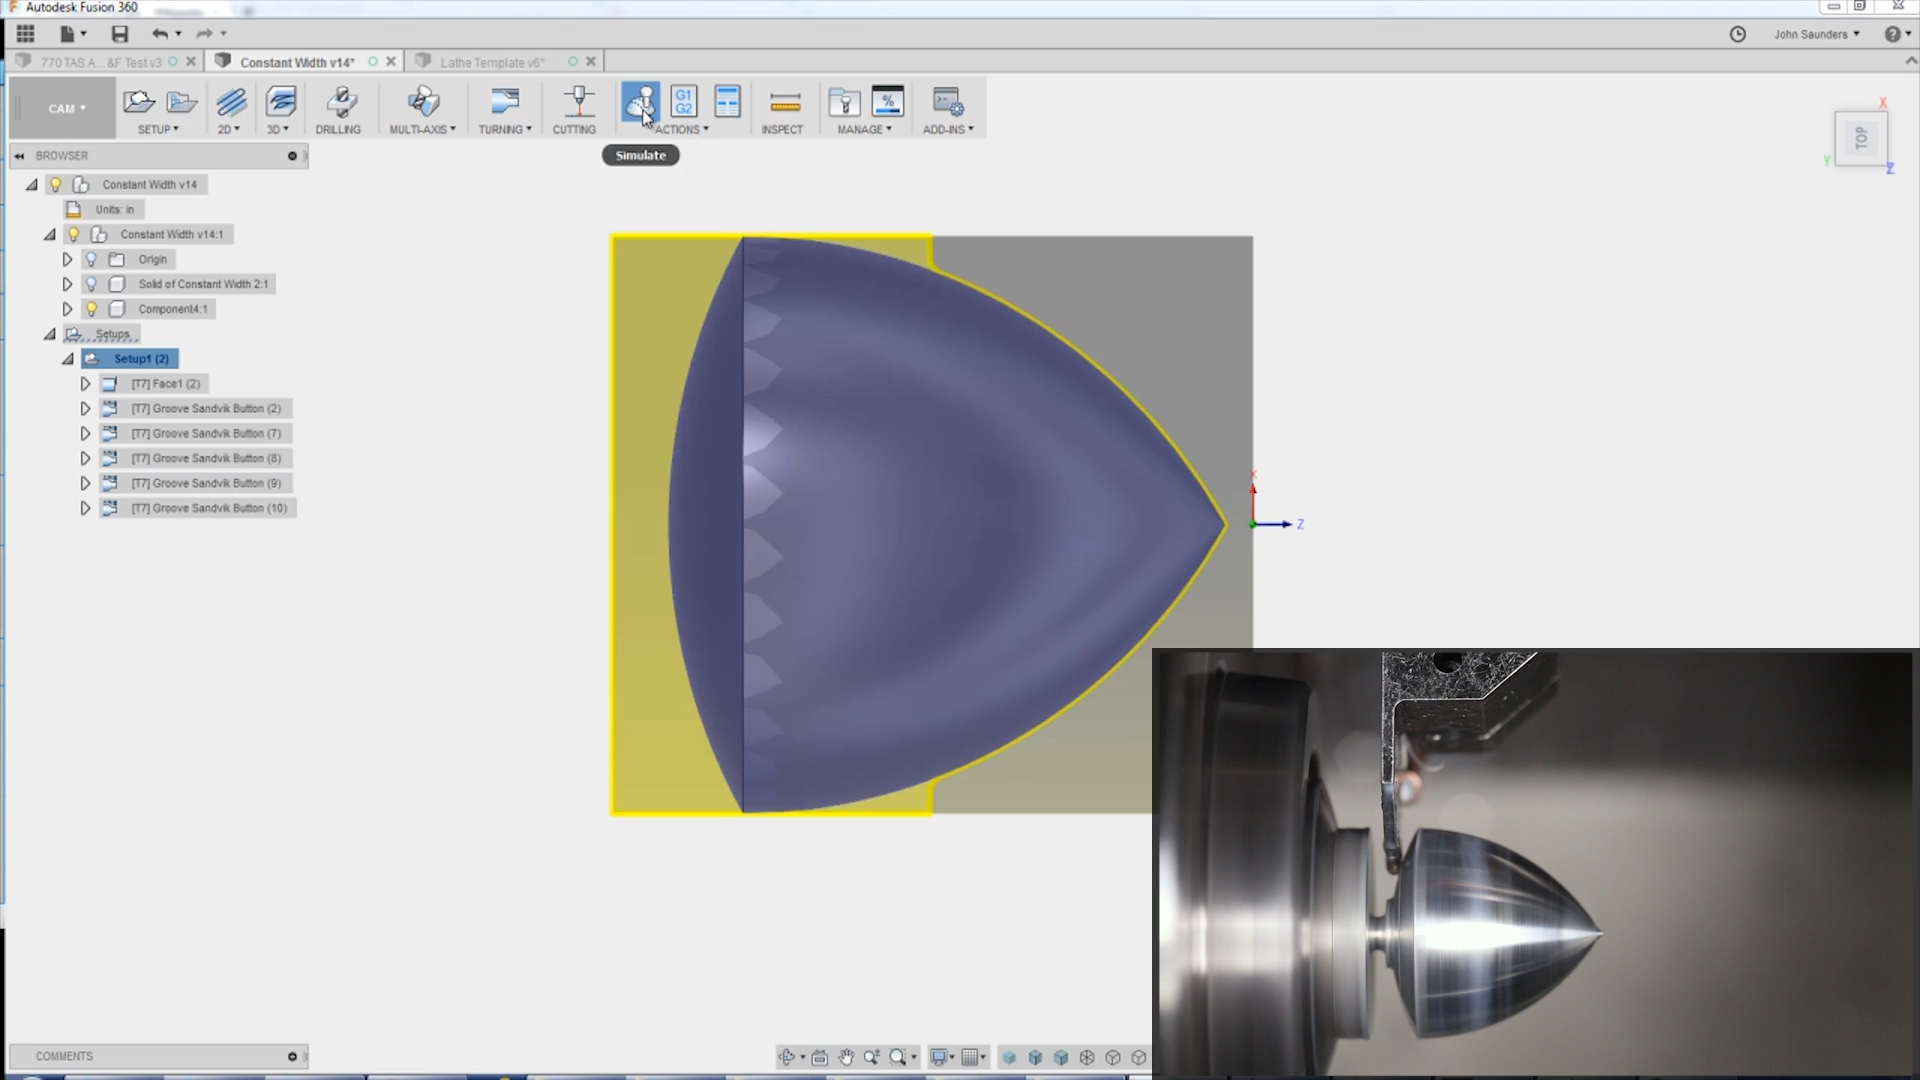 Autodesk Fusion 360
John Saunders
770 TAS A...&F Test v3
Constant Width v14*
Lathe Template v6*
CAM
G1
G2
%
SETUP
2D
3D
DRILLING
MULTI-AXIS
TURNING
CUTTING
ACTIONS
INSPECT
MANAGE
ADD-INS
Simulate
BROWSER
Constant Width v14
Units: in
Constant Width v14:1
Origin
Solid of Constant Width 2:1
Component4:1
Setups
Setup1 (2)
[T7] Face1 (2)
[T7] Groove Sandvik Button (2)
[T7] Groove Sandvik Button (7)
[T7] Groove Sandvik Button (8)
[T7] Groove Sandvik Button (9)
[T7] Groove Sandvik Button (10)
X
TOP
Y
Z
X
Z
COMMENTS